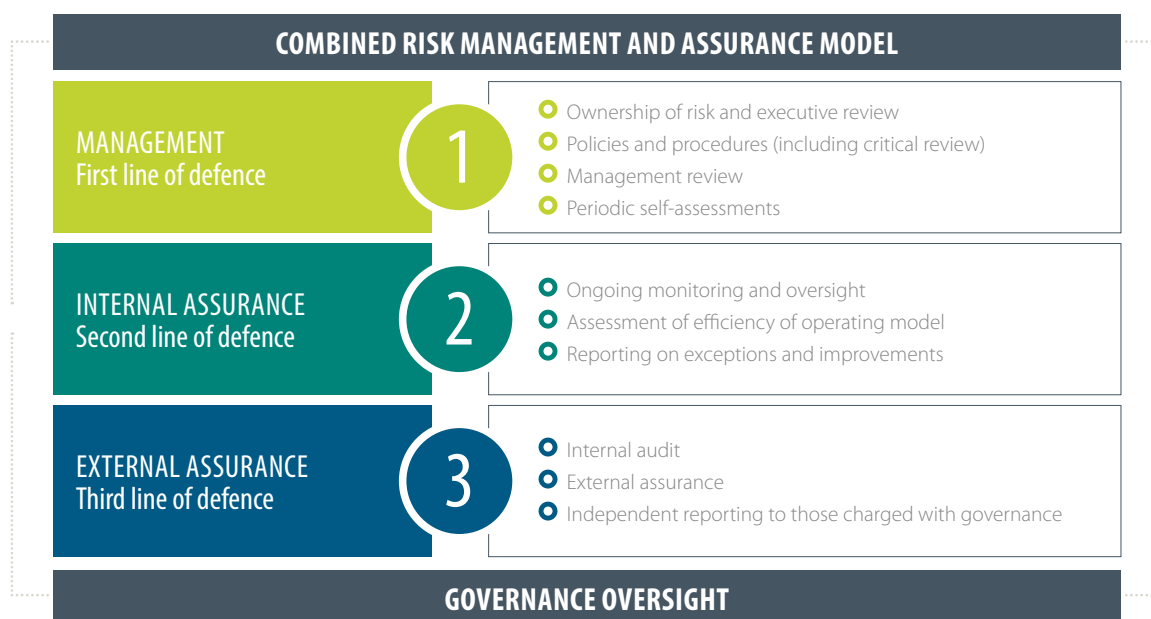 COMBINED RISK MANAGEMENT AND ASSURANCE MODEL
MANAGEMENT
First line of defence
1
Ownership of risk and executive review
Policies and procedures (including critical review)
Management review
Periodic self-assessments
INTERNAL ASSURANCE
Second line of defence
2
Ongoing monitoring and oversight
Assessment of efficiency of operating model
Reporting on exceptions and improvements
EXTERNAL ASSURANCE
Third line of defence
3
Internal audit
External assurance
Independent reporting to those charged with governance
GOVERNANCE OVERSIGHT